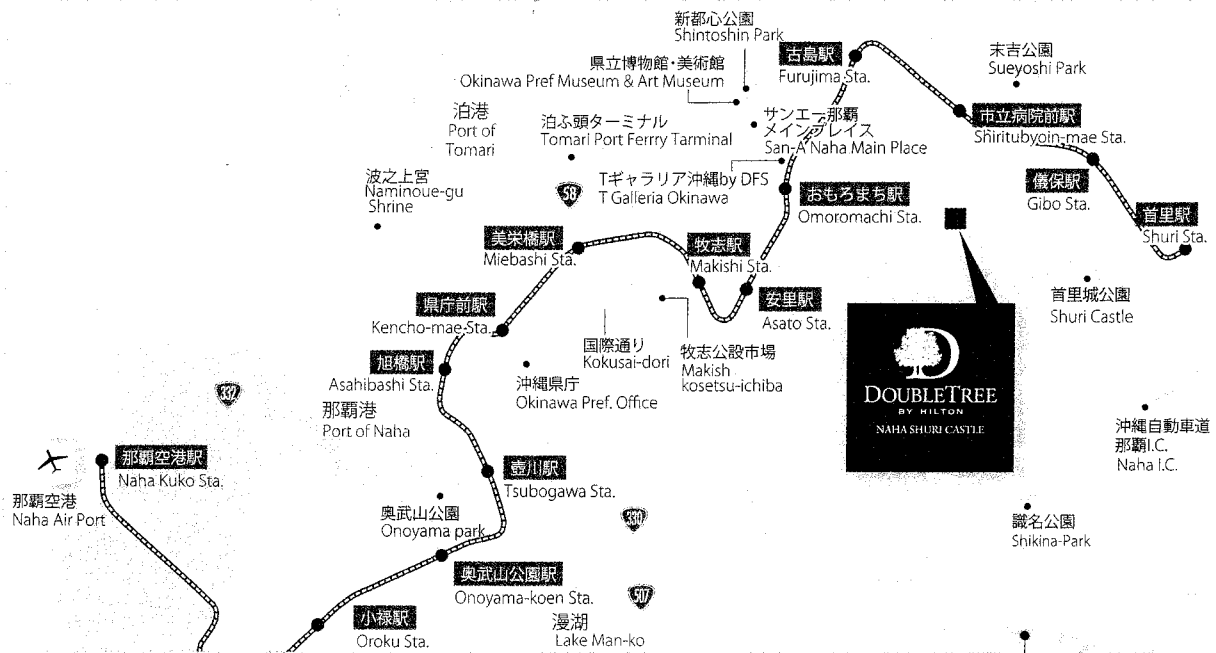 新都心公園
Shintoshin Park
県立博物館・美術館
Okinawa Pref Museum & Art Museum
古島駅
Furujima Sta.
末吉公園
Sueyoshi Park
泊港
Port of
Tomari
泊ふ頭ターミナル
Tomari Port Ferrry Tarminal
サンエー那覇
メインプレイス
San-A Naha Main Place
市立病院前駅
Shiritubyoin-mae Sta.
波之上宮
Naminoue-gu
Shrine
58
Tギャラリア沖縄by DFS
T Galleria Okinawa
おもろまち駅
Omoromachi Sta.
儀保駅
Gibo Sta.
首里駅
Shuri Sta.
美栄橋駅
Miebashi Sta.
牧志駅
Makishi Sta.
安里駅
Asato Sta.
首里城公園
Shuri Castle
県庁前駅
Kencho-mae Sta.
国際通り
Kokusai-dori
牧志公設市場
Makish
kosetsu-ichiba
旭橋駅
Asahibashi Sta.
沖縄県庁
Okinawa Pref. Office
332
那覇港
Port of Naha
D
DOUBLETREE
BY HILTON
NAHA SHURI CASTLE
沖縄自動車道
那覇I.C.
Naha I.C.
那覇空港駅
Naha Kuko Sta.
那覇空港
Naha Air Port
壺川駅
Tsubogawa Sta.
奥武山公園
Onoyama park
330
識名公園
Shikina-Park
奥武山公園駅
Onoyama-koen Sta.
507
小禄駅
Oroku Sta.
漫湖
Lake Man-ko